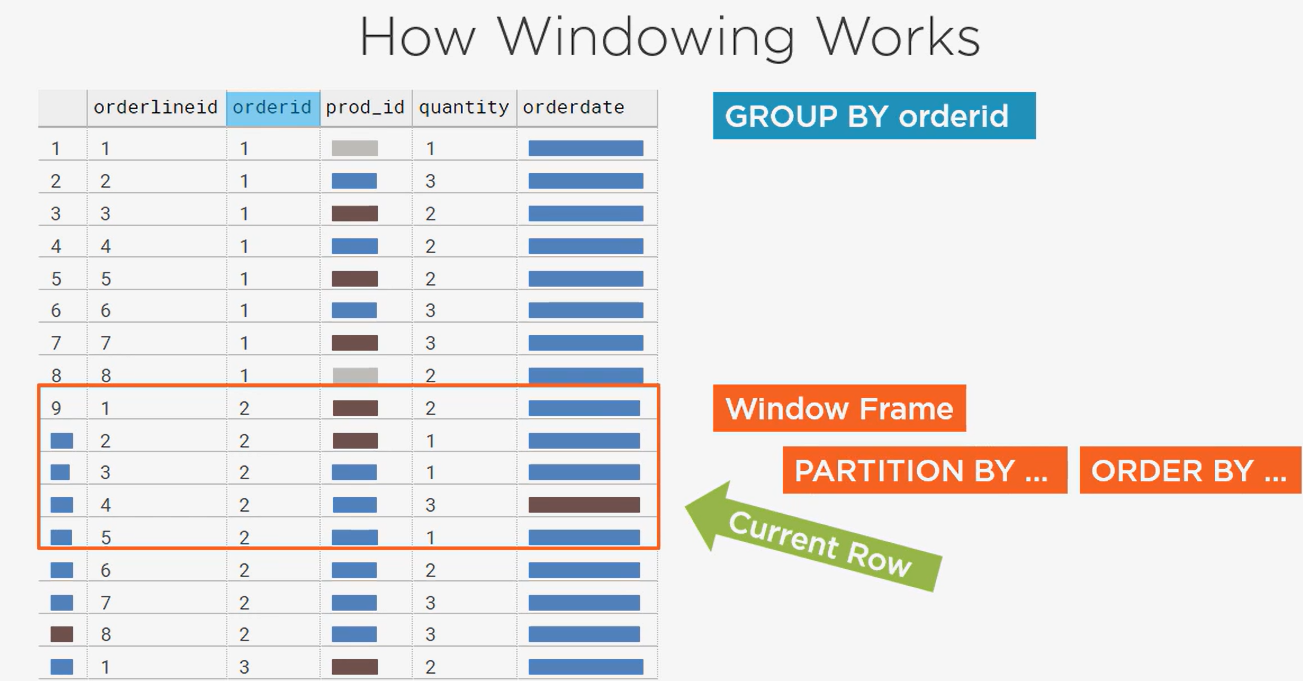 How Windowing Works
orderlineid orderid prod_id quantity orderdate
GROUP BY orderid
1 1 1 1
2 2 1 3
3 3 1 2
4 4 1 2
5 5 1 2
6 6 1 3
7 7 1 3
8 8 1 2
9 1 2 2
Window Frame
2 2 1
3 2 1
PARTITION BY ... ORDER BY ...
4 2 3
Current Row
5 2 1
6 2 2
7 2 3
8 2 3
1 3 2